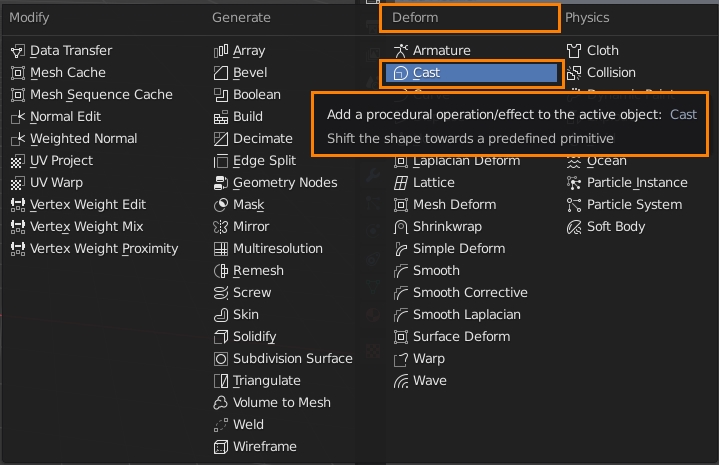 Modify
Data Transfer
Mesh Cache
Mesh Sequence Cache
Normal Edit
Weighted Normal
UV Project
UV Warp
Vertex Weight Edit
Vertex Weight Mix
Vertex Weight Proximity
Generate
Array
Bevel
Boolean
Build
Decimate
Edge Split
Geometry Nodes
Mask
Mirror
Multiresolution
Remesh
Screw
Skin
Solidify
Subdivision Surface
Triangulate
Volume to Mesh
Weld
Wireframe
Deform
Armature
Cast
Add a procedural operation/effect to the active object: Cast
Shift the shape towards a predefined primitive
Laplacian Deform
Lattice
Mesh Deform
Shrinkwrap
Simple Deform
Smooth
Smooth Corrective
Smooth Laplacian
Surface Deform
Warp
Wave
Physics
Cloth
Collision
Ocean
Particle Instance
Particle System
Soft Body